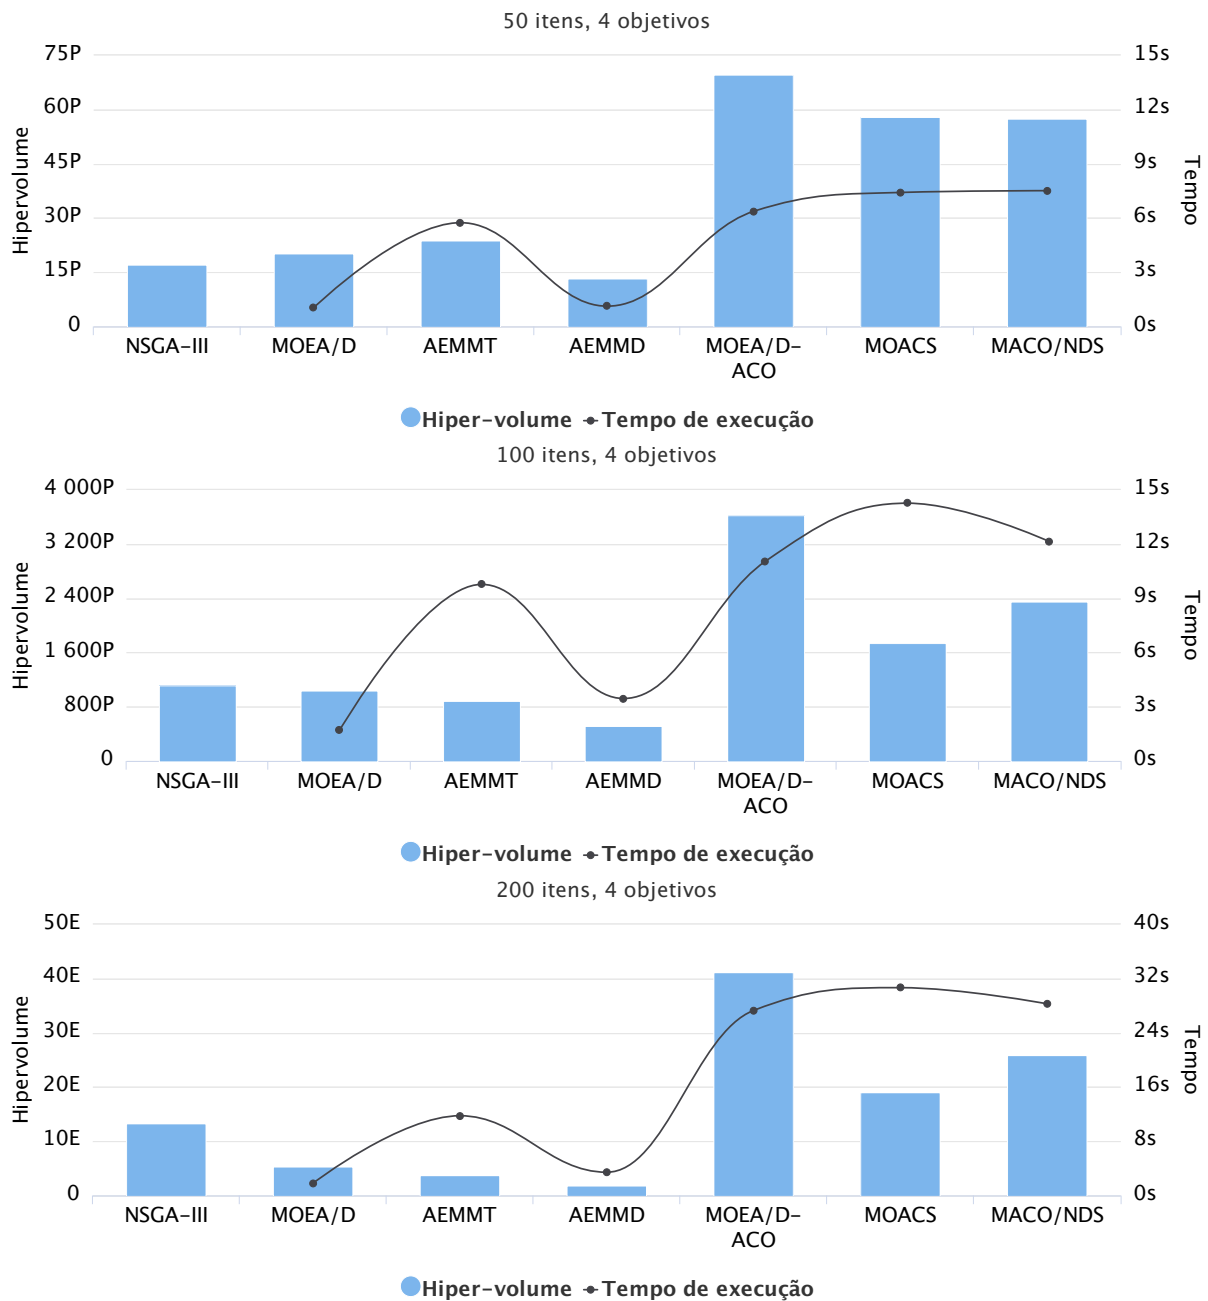 50 itens, 4 objetivos
75P 15s
60P 12s
45P 9s
30P 6s
15P 3s
0 0s
Hipervolume
Tempo
NSGA-III MOEA/D AEMMT AEMMD MOEA/D-ACO MOACS MACO/NDS
Hiper-volume Tempo de execução
100 itens, 4 objetivos
4 000P 15s
3 200P 12s
2 400P 9s
1 600P 6s
800P 3s
0 0s
Hipervolume
Tempo
NSGA-III MOEA/D AEMMT AEMMD MOEA/D-ACO MOACS MACO/NDS
Hiper-volume Tempo de execução
200 itens, 4 objetivos
50E 40s
40E 32s
30E 24s
20E 16s
10E 8s
0 0s
Hipervolume
Tempo
NSGA-III MOEA/D AEMMT AEMMD MOEA/D-ACO MOACS MACO/NDS
Hiper-volume Tempo de execução